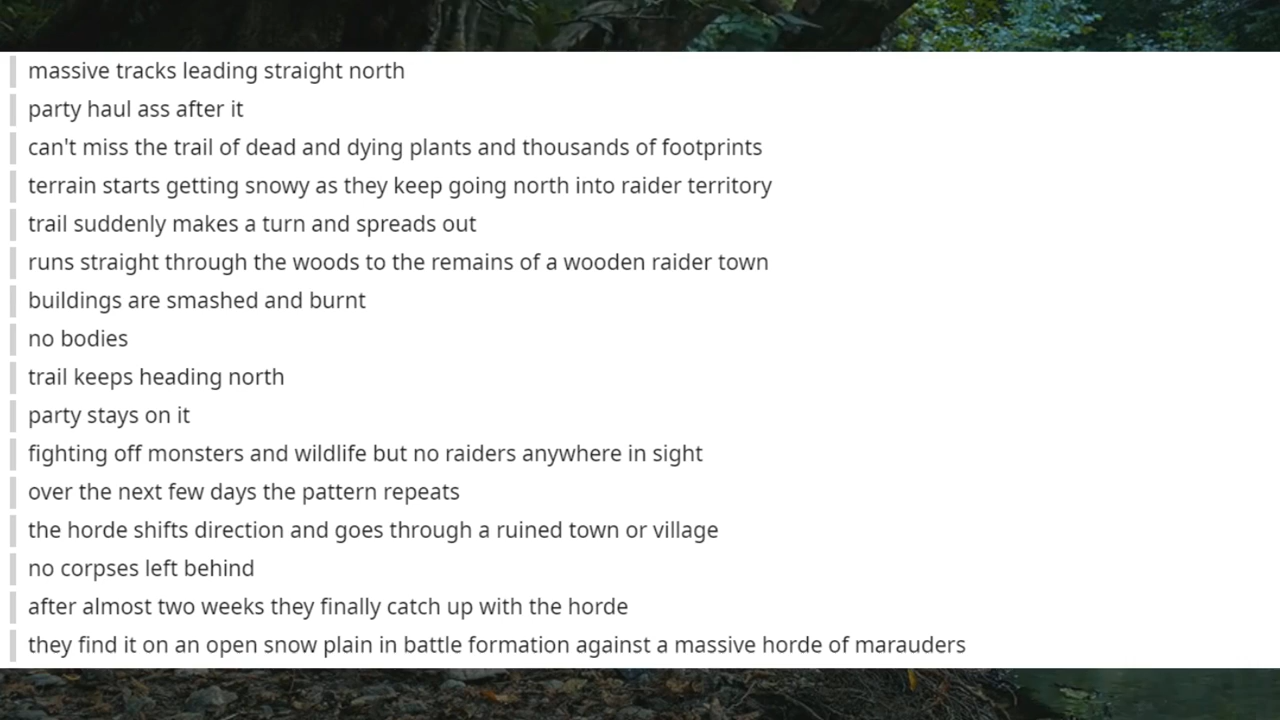 massive tracks leading straight north
party haul ass after it
can't miss the trail of dead and dying plants and thousands of footprints
terrain starts getting snowy as they keep going north into raider territory
trail suddenly makes a turn and spreads out
runs straight through the woods to the remains of a wooden raider town
buildings are smashed and burnt
no bodies
trail keeps heading north
party stays on it
fighting off monsters and wildlife but no raiders anywhere in sight
over the next few days the pattern repeats
the horde shifts direction and goes through a ruined town or village
no corpses left behind
after almost two weeks they finally catch up with the horde
they find it on an open snow plain in battle formation against a massive horde of marauders